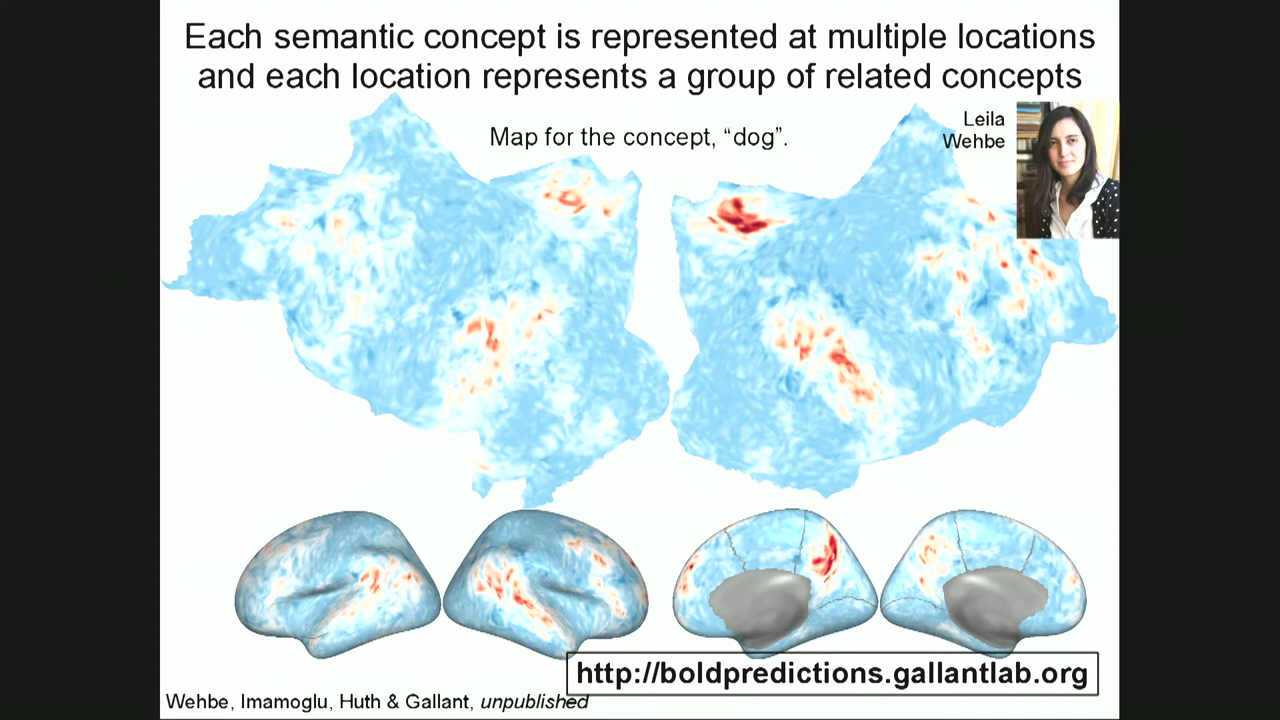 Each semantic concept is represented at multiple locations
and each location represents a group of related concepts
Map for the concept, “dog”.
Leila
Wehbe
http://boldpredictions.gallantlab.org
Wehbe, Imamoglu, Huth & Gallant, unpublished